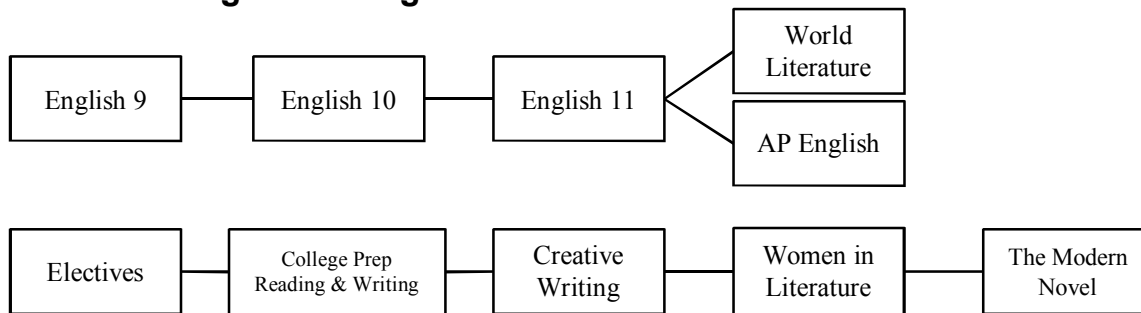 English 9
English 10
English 11
World
Literature
AP English
Electives
College Prep
Reading & Writing
Creative
Writing
Women in
Literature
The Modern
Novel